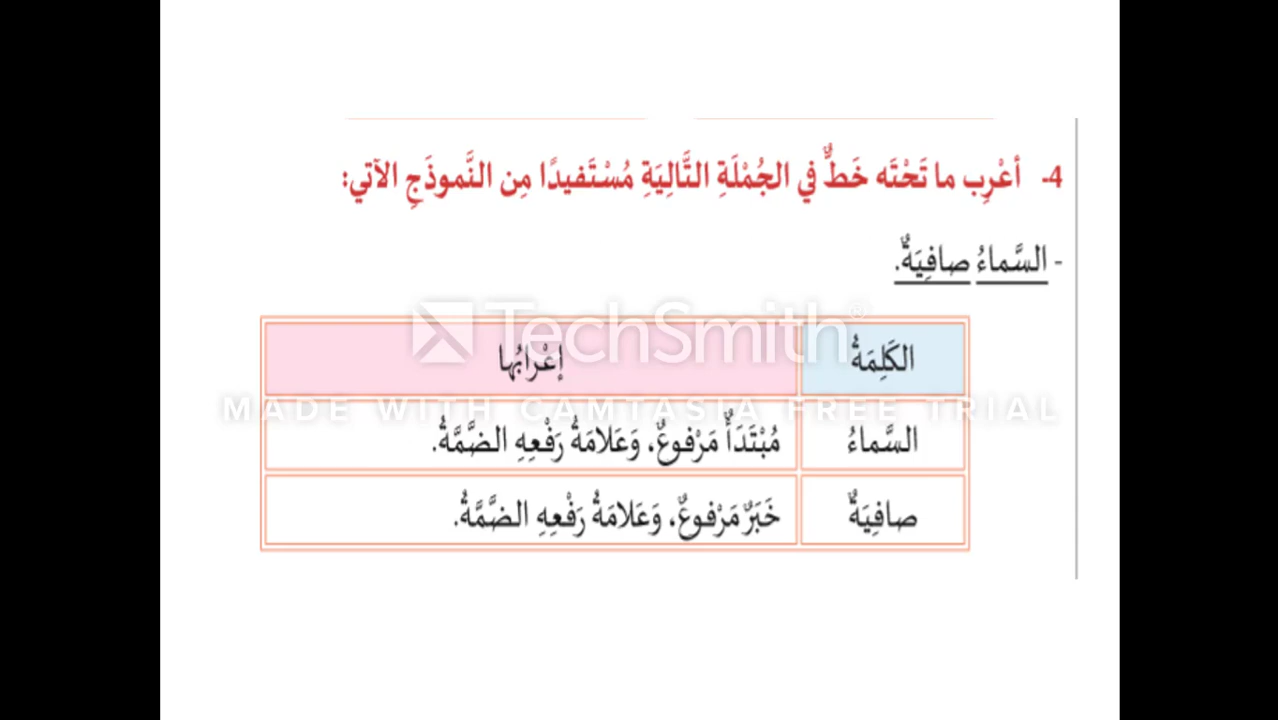 4- أعْرِب ما تَحْتَه خَطٌّ في الجُمْلَةِ التَّالِيَةِ مُسْتَفيدًا مِن النَّموذَجِ الآتي:
- السَّماءُ صافِيَةٌ.
TechSmith®
الكَلِمَةُ إعْرابُها
MADE WITH CAMTASIA FREE TRIAL
السَّماءُ مُبْتَدَأٌ مَرْفوعٌ، وَعَلامَةُ رَفْعِهِ الضَّمَّةُ.
صافِيَةٌ خَبَرٌ مَرْفوعٌ، وَعَلامَةُ رَفْعِهِ الضَّمَّةُ.